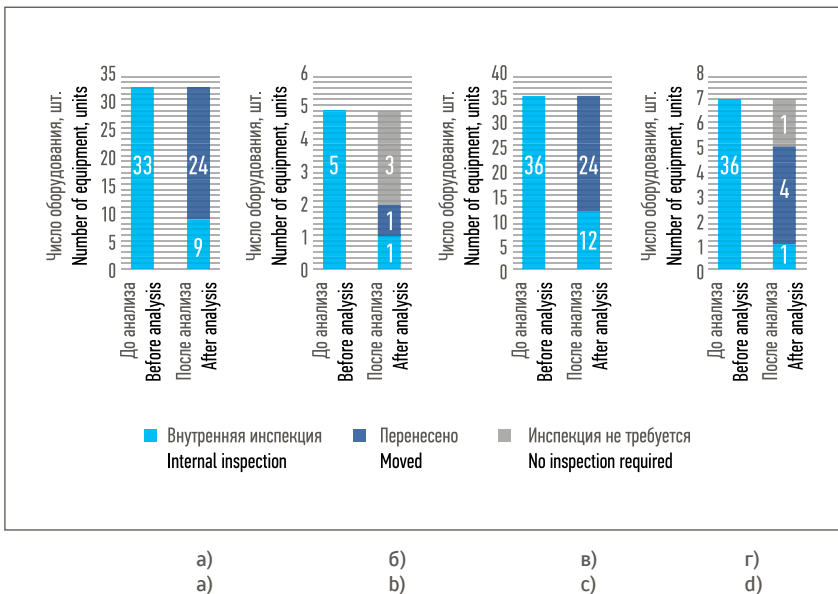 Число оборудования, шт.
Number of equipment, units
35
30
25
20
15
10
5
0
33
24
9
До анализа
Before analysis
После анализа
After analysis
Число оборудования, шт.
Number of equipment, units
6
5
4
3
2
1
0
5
3
1
1
До анализа
Before analysis
После анализа
After analysis
Число оборудования, шт.
Number of equipment, units
40
35
30
25
20
15
10
5
0
36
24
12
До анализа
Before analysis
После анализа
After analysis
Число оборудования, шт.
Number of equipment, units
8
7
6
5
4
3
2
1
0
36
1
4
1
До анализа
Before analysis
После анализа
After analysis
Внутренняя инспекция
Internal inspection
Перенесено
Moved
Инспекция не требуется
No inspection required
а)
a)
б)
b)
в)
c)
г)
d)